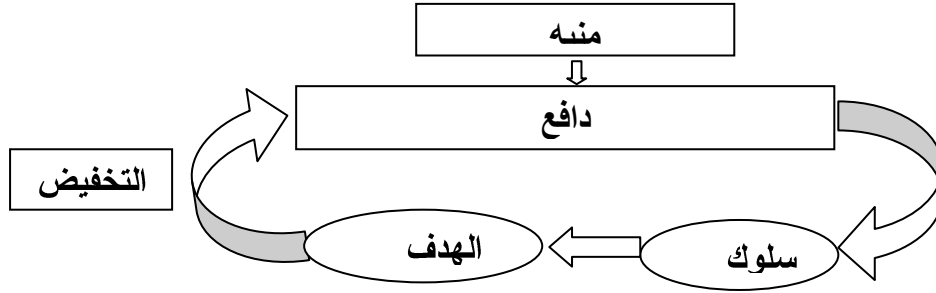 منبه
دافع
التخفيض
الهدف
سلوك